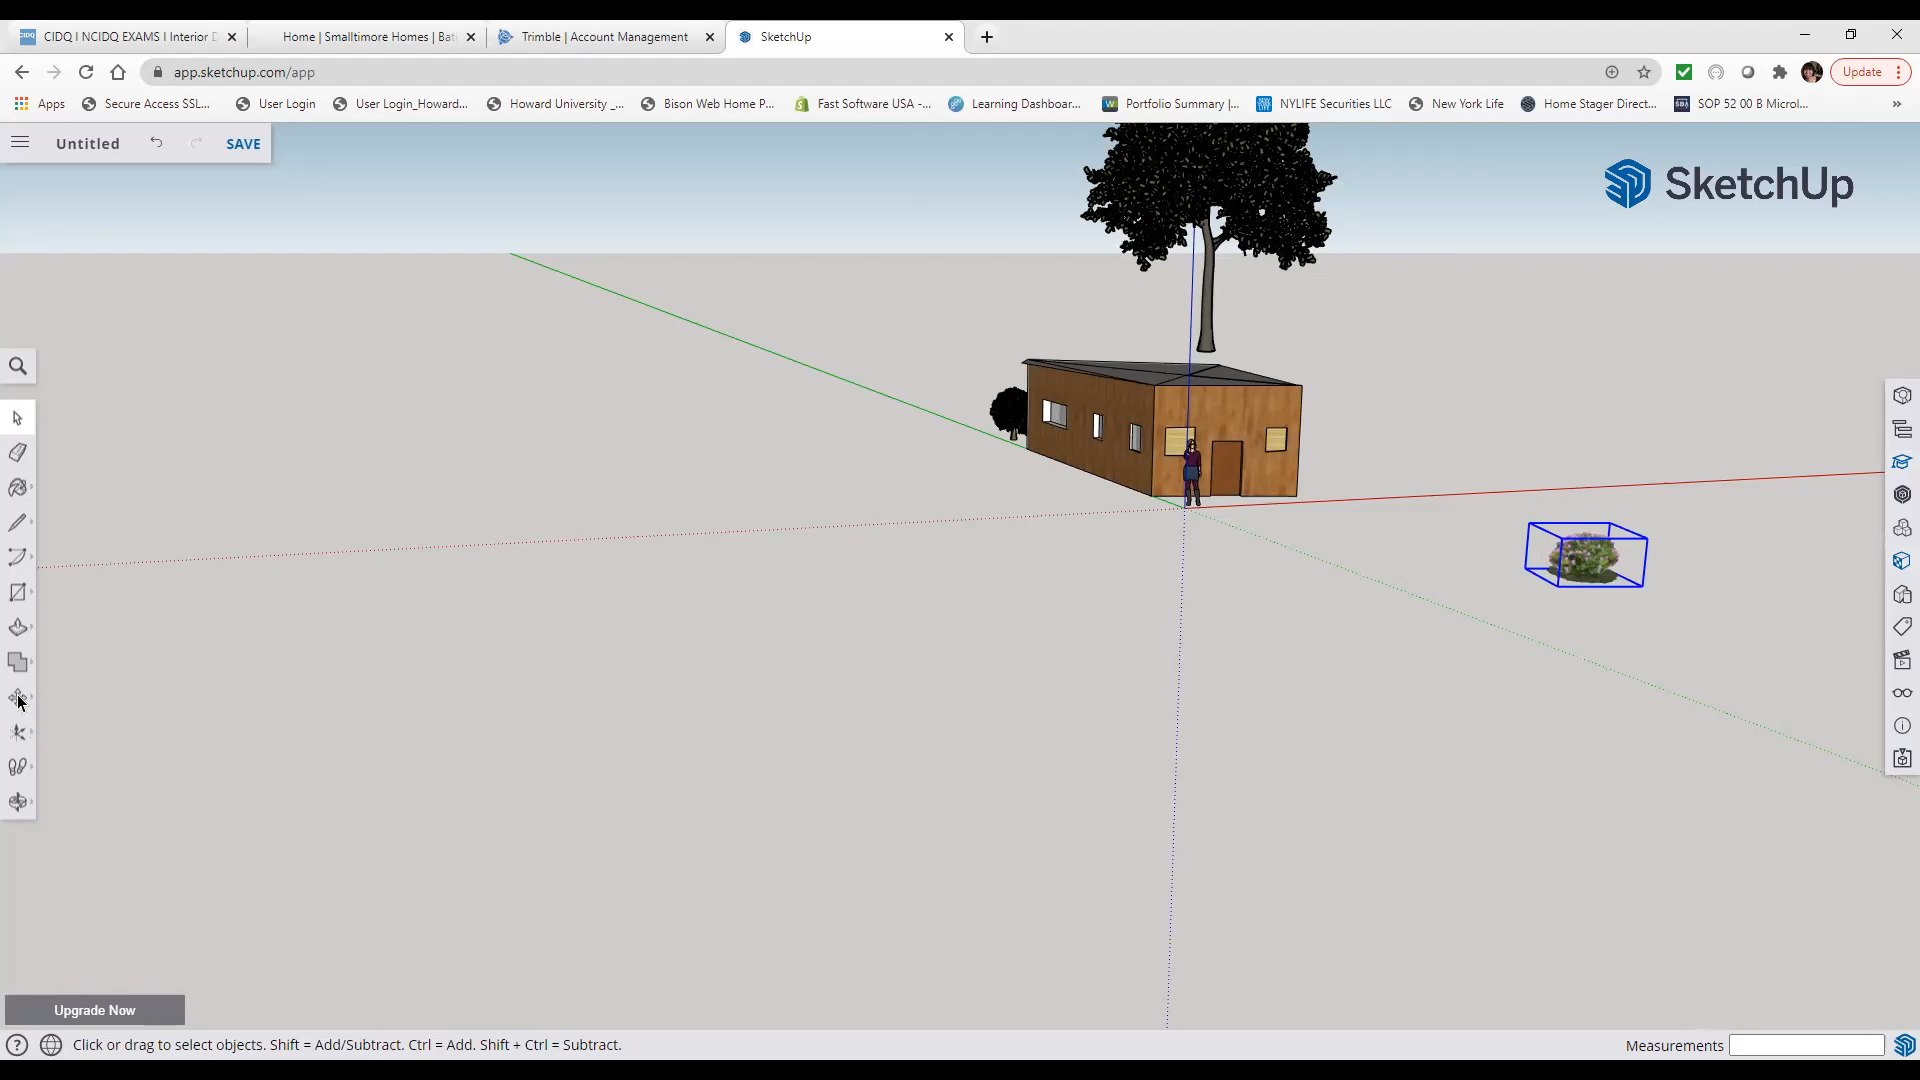 CIDQ
CIDQ I NCIDQ EXAMS I Interior D
Home | Smalltimore Homes | Balt
Trimble | Account Management
SketchUp
app.sketchup.com/app
Update
Apps
Secure Access SSL...
User Login
User Login_Howard...
Howard University _...
Bison Web Home P...
Fast Software USA -...
Learning Dashboar...
Portfolio Summary |...
NYLIFE Securities LLC
New York Life
Home Stager Direct...
SBA
SOP 52 00 B Microl...
Untitled
SAVE
SketchUp
Upgrade Now
Click or drag to select objects. Shift = Add/Subtract. Ctrl = Add. Shift + Ctrl = Subtract.
Measurements